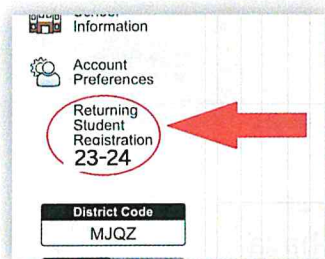 Information
Account
Preferences
Returning
Student
Registration
23-24
District Code
MJQZ